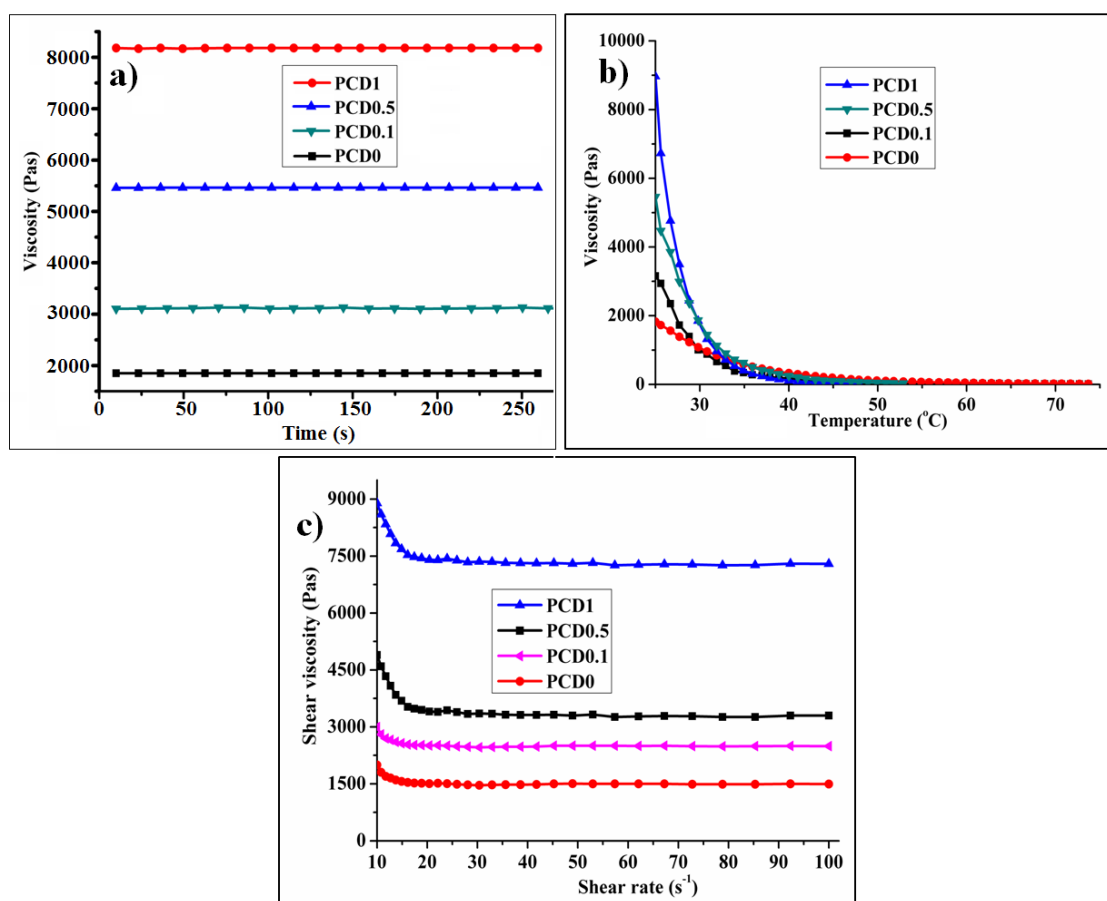 a)
8000
7000
6000
5000
4000
3000
2000
Viscosity (Pas)
PCD1
PCD0.5
PCD0.1
PCD0
0 50 100 150 200 250
Time (s)
b)
10000
8000
6000
4000
2000
0
Viscosity (Pas)
PCD1
PCD0.5
PCD0.1
PCD0
30 40 50 60 70
Temperature (°C)
c)
9000
7500
6000
4500
3000
1500
0
Shear viscosity (Pas)
PCD1
PCD0.5
PCD0.1
PCD0
10 20 30 40 50 60 70 80 90 100
Shear rate (s⁻¹)